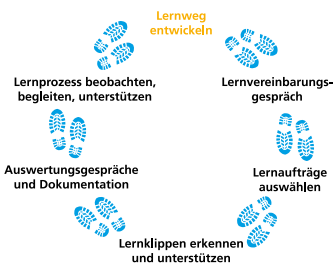 Lernweg
entwickeln
Lernvereinbarungs-
gespräch
Lernaufträge
auswählen
Lernklippen erkennen
und unterstützen
Auswertungsgespräche
und Dokumentation
Lernprozess beobachten,
begleiten, unterstützen